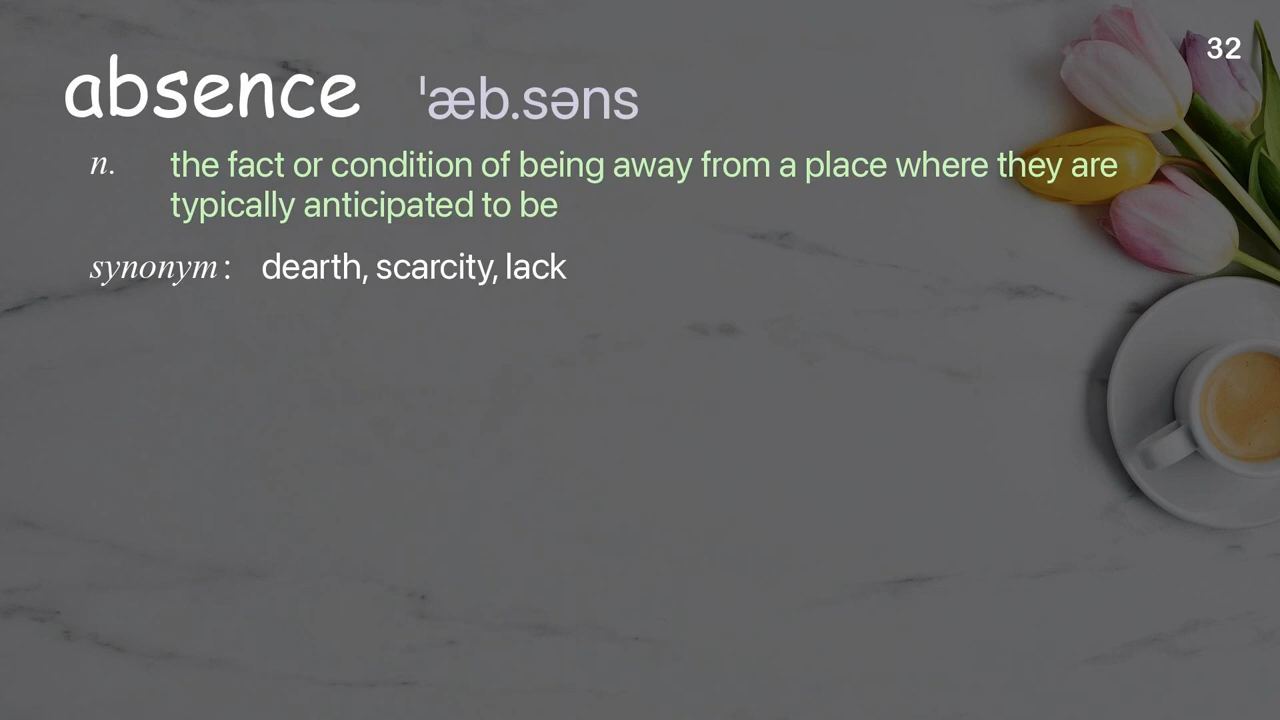 32
absence ˈæb.səns
n. the fact or condition of being away from a place where they are
typically anticipated to be
synonym: dearth, scarcity, lack